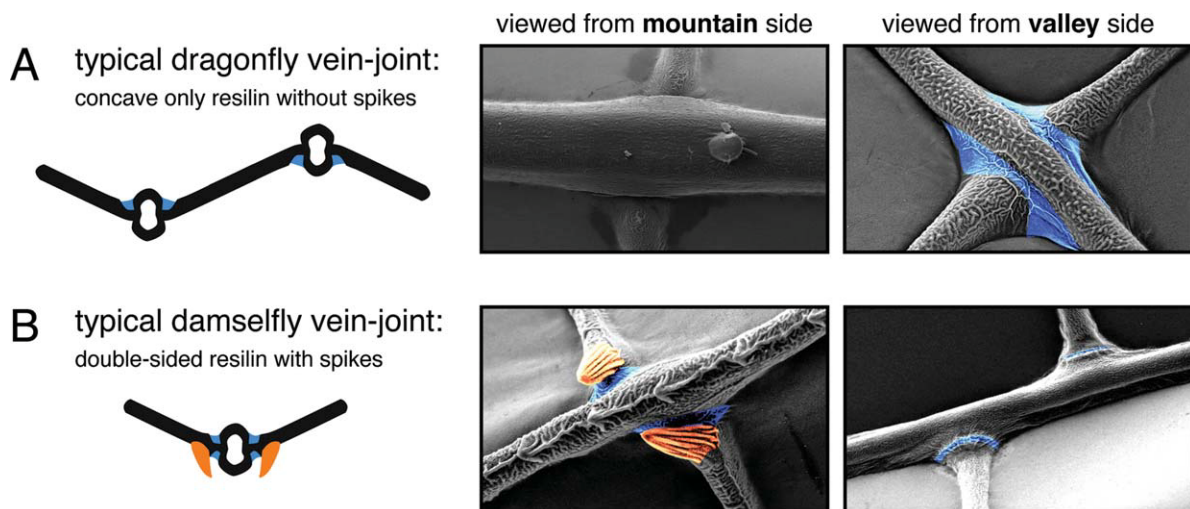 viewed from mountain side
viewed from valley side
A
typical dragonfly vein-joint:
concave only resilin without spikes
B
typical damselfly vein-joint:
double-sided resilin with spikes